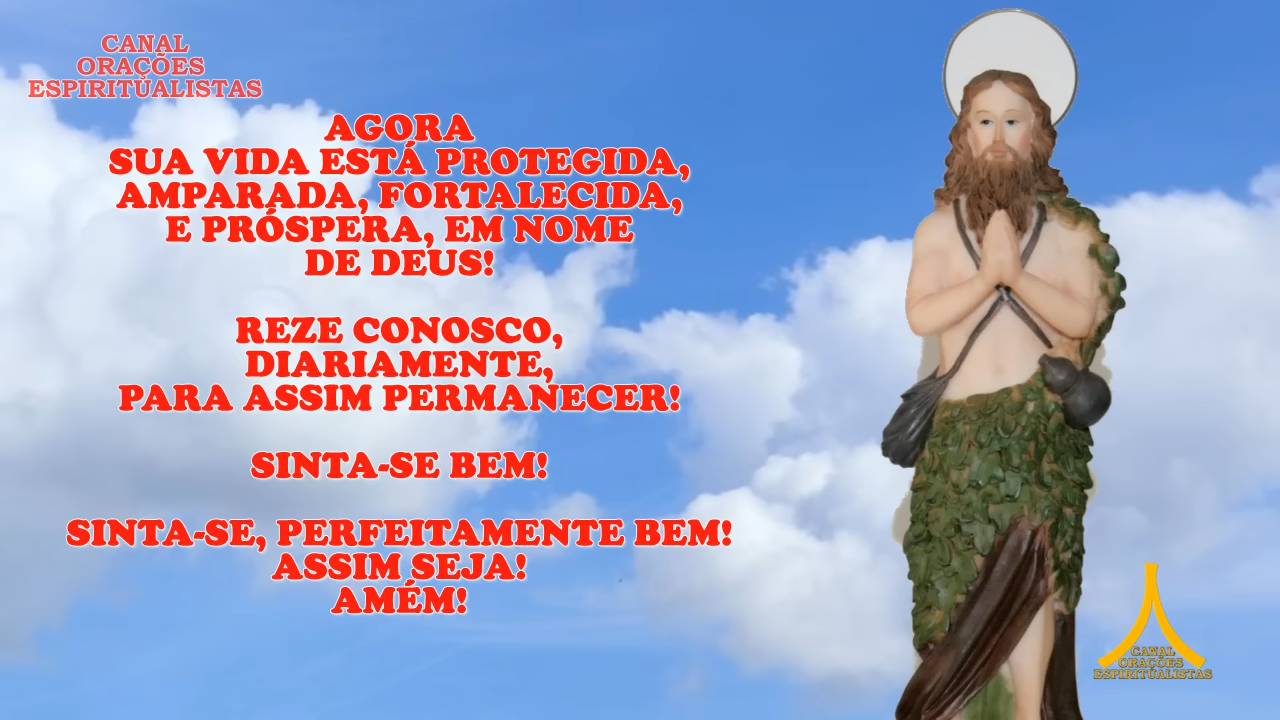 CANAL
ORAÇÕES
ESPIRITUALISTAS
AGORA
SUA VIDA ESTÁ PROTEGIDA,
AMPARADA, FORTALECIDA,
E PRÓSPERA, EM NOME
DE DEUS!
REZE CONOSCO,
DIARIAMENTE,
PARA ASSIM PERMANECER!
SINTA-SE BEM!
SINTA-SE, PERFEITAMENTE BEM!
ASSIM SEJA!
AMÉM!
CANAL
ORAÇÕES
ESPIRITUALISTAS